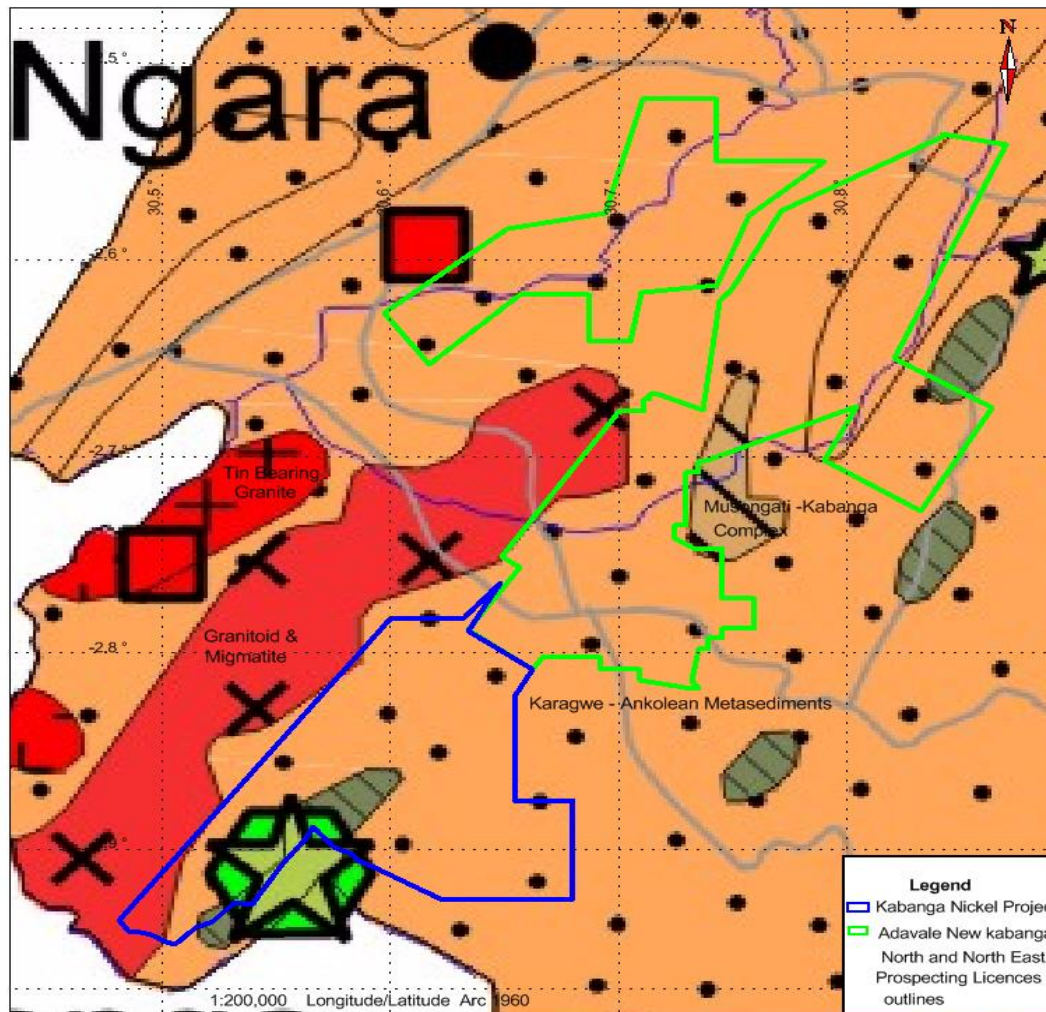 N
Ngara
.5 °
30.5 °
.6 °
30.7 °
30.8 °
-2.6 °
-2.7 °
Tin Bearing
Granite
Musongati -Kabanga
Complex
Granitoid &
Migmatite
-2.8 °
Karagwe - Ankolean Metasediments
9 °
Legend
Kabanga Nickel Projec
Adavale New kabanga
North and North East
Prospecting Licences
outlines
1:200,000 Longitude/Latitude Arc 1960